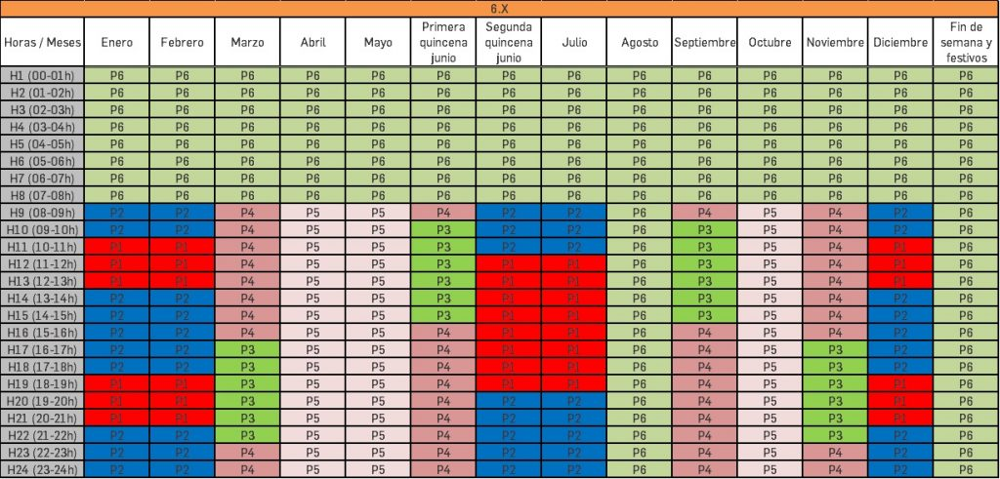 6.X
Horas / Meses Enero Febrero Marzo Abril Mayo Primera quincena junio Segunda quincena junio Julio Agosto Septiembre Octubre Noviembre Diciembre Fin de semana y festivos
H1 (00-01h) P6 P6 P6 P6 P6 P6 P6 P6 P6 P6 P6 P6 P6 P6
H2 (01-02h) P6 P6 P6 P6 P6 P6 P6 P6 P6 P6 P6 P6 P6 P6
H3 (02-03h) P6 P6 P6 P6 P6 P6 P6 P6 P6 P6 P6 P6 P6 P6
H4 (03-04h) P6 P6 P6 P6 P6 P6 P6 P6 P6 P6 P6 P6 P6 P6
H5 (04-05h) P6 P6 P6 P6 P6 P6 P6 P6 P6 P6 P6 P6 P6 P6
H6 (05-06h) P6 P6 P6 P6 P6 P6 P6 P6 P6 P6 P6 P6 P6 P6
H7 (06-07h) P6 P6 P6 P6 P6 P6 P6 P6 P6 P6 P6 P6 P6 P6
H8 (07-08h) P6 P6 P6 P6 P6 P6 P6 P6 P6 P6 P6 P6 P6 P6
H9 (08-09h) P2 P2 P4 P5 P5 P4 P2 P2 P6 P4 P5 P4 P2 P6
H10 (09-10h) P2 P2 P4 P5 P5 P3 P2 P2 P6 P3 P5 P4 P2 P6
H11 (10-11h) P1 P1 P4 P5 P5 P3 P2 P2 P6 P3 P5 P4 P1 P6
H12 (11-12h) P1 P1 P4 P5 P5 P3 P1 P1 P6 P3 P5 P4 P1 P6
H13 (12-13h) P1 P1 P4 P5 P5 P3 P1 P1 P6 P3 P5 P4 P1 P6
H14 (13-14h) P2 P2 P4 P5 P5 P3 P1 P1 P6 P3 P5 P4 P2 P6
H15 (14-15h) P2 P2 P4 P5 P5 P3 P1 P1 P6 P3 P5 P4 P2 P6
H16 (15-16h) P2 P2 P4 P5 P5 P4 P1 P1 P6 P4 P5 P4 P2 P6
H17 (16-17h) P2 P2 P3 P5 P5 P4 P1 P1 P6 P4 P5 P3 P2 P6
H18 (17-18h) P2 P2 P3 P5 P5 P4 P1 P1 P6 P4 P5 P3 P2 P6
H19 (18-19h) P1 P1 P3 P5 P5 P4 P1 P1 P6 P4 P5 P3 P1 P6
H20 (19-20h) P1 P1 P3 P5 P5 P4 P2 P2 P6 P4 P5 P3 P1 P6
H21 (20-21h) P1 P1 P3 P5 P5 P4 P2 P2 P6 P4 P5 P3 P1 P6
H22 (21-22h) P2 P2 P3 P5 P5 P4 P2 P2 P6 P4 P5 P3 P2 P6
H23 (22-23h) P2 P2 P4 P5 P5 P4 P2 P2 P6 P4 P5 P4 P2 P6
H24 (23-24h) P2 P2 P4 P5 P5 P4 P2 P2 P6 P4 P5 P4 P2 P6